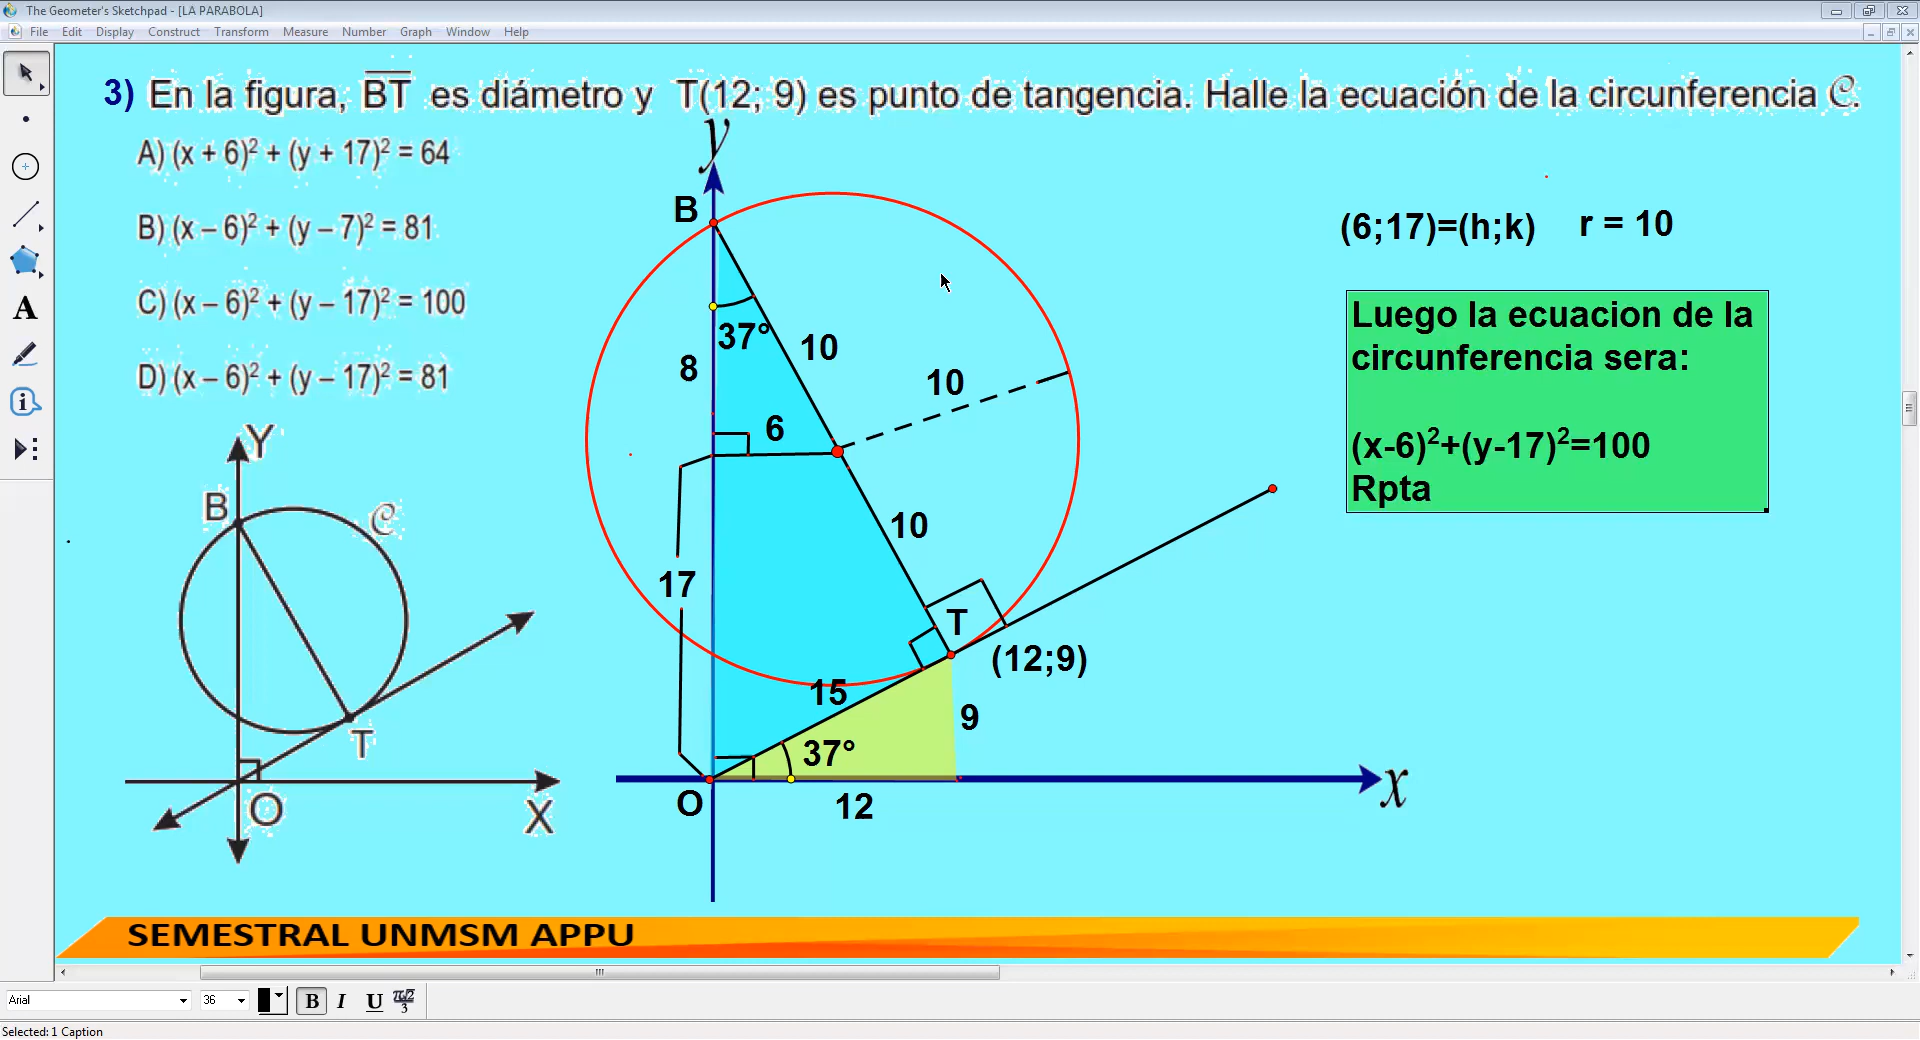 The Geometer's Sketchpad - [LA PARABOLA]
File Edit Display Construct Transform Measure Number Graph Window Help
3) En la figura, B̅T̅ es diámetro y T(12; 9) es punto de tangencia. Halle la ecuación de la circunferencia 𝒞.
A) (x + 6)² + (y + 17)² = 64
B) (x – 6)² + (y – 7)² = 81
C) (x – 6)² + (y – 17)² = 100
D) (x – 6)² + (y – 17)² = 81
Y
B
𝒞
T
O
X
y
B
37°
8
10
10
6
10
17
T
(12;9)
15
9
37°
O
12
x
(6;17)=(h;k) r = 10
Luego la ecuacion de la
circunferencia sera:
(x-6)²+(y-17)²=100
Rpta
SEMESTRAL UNMSM APPU
Arial 36 B I U
Selected: 1 Caption